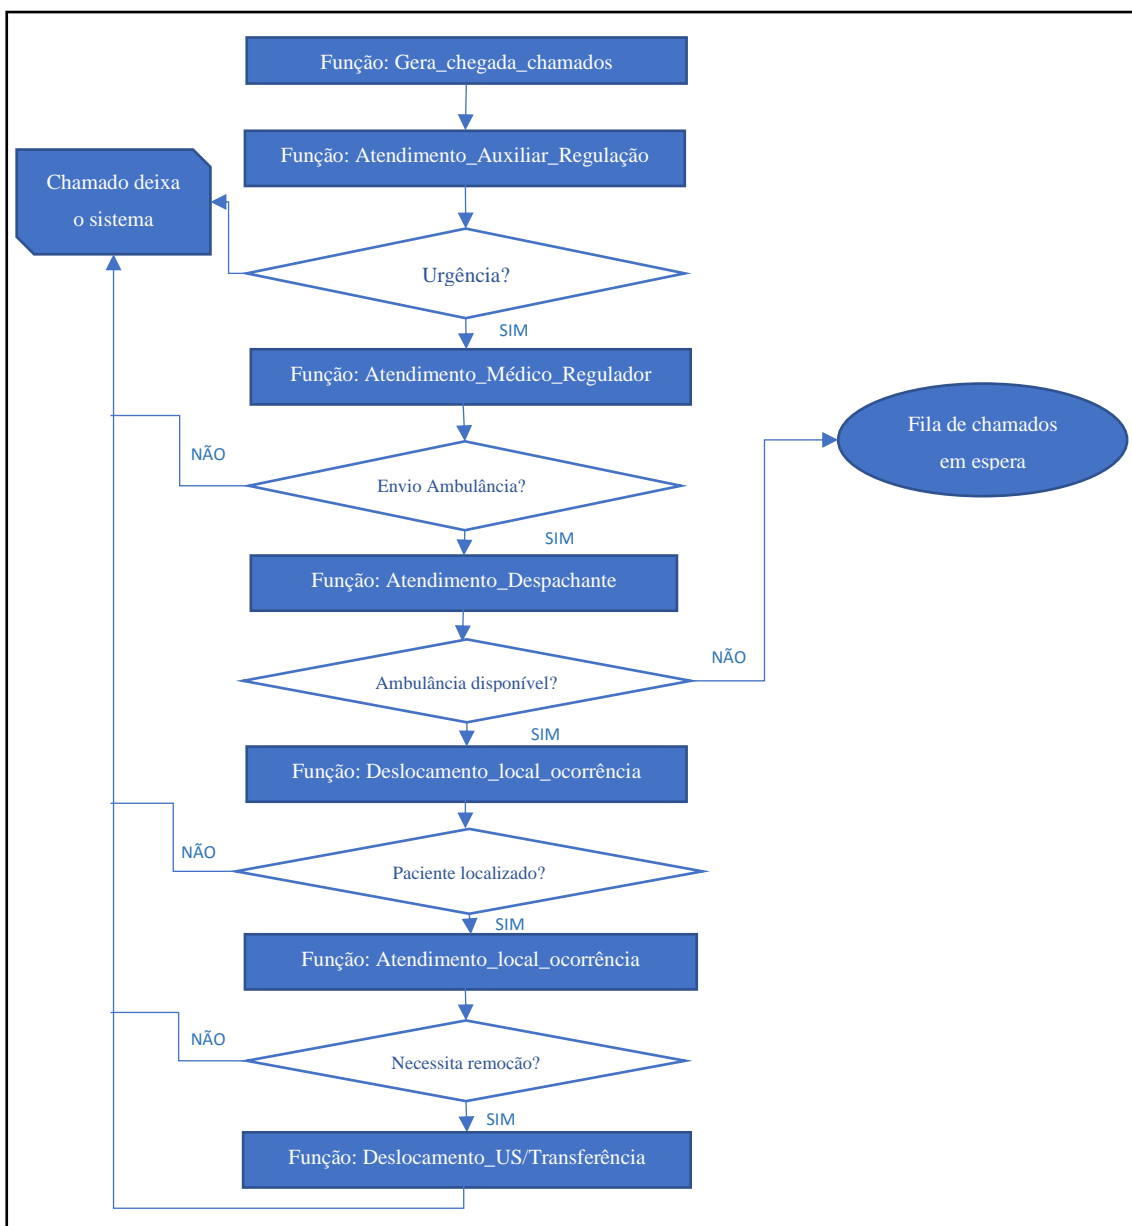 Função: Gera_chegada_chamados
Função: Atendimento_Auxiliar_Regulação
Chamado deixa
o sistema
Urgência?
SIM
Função: Atendimento_Médico_Regulador
Fila de chamados
em espera
NÃO
Envio Ambulância?
SIM
Função: Atendimento_Despachante
NÃO
Ambulância disponível?
SIM
Função: Deslocamento_local_ocorrência
NÃO
Paciente localizado?
SIM
Função: Atendimento_local_ocorrência
NÃO
Necessita remocão?
SIM
Função: Deslocamento_US/Transferência